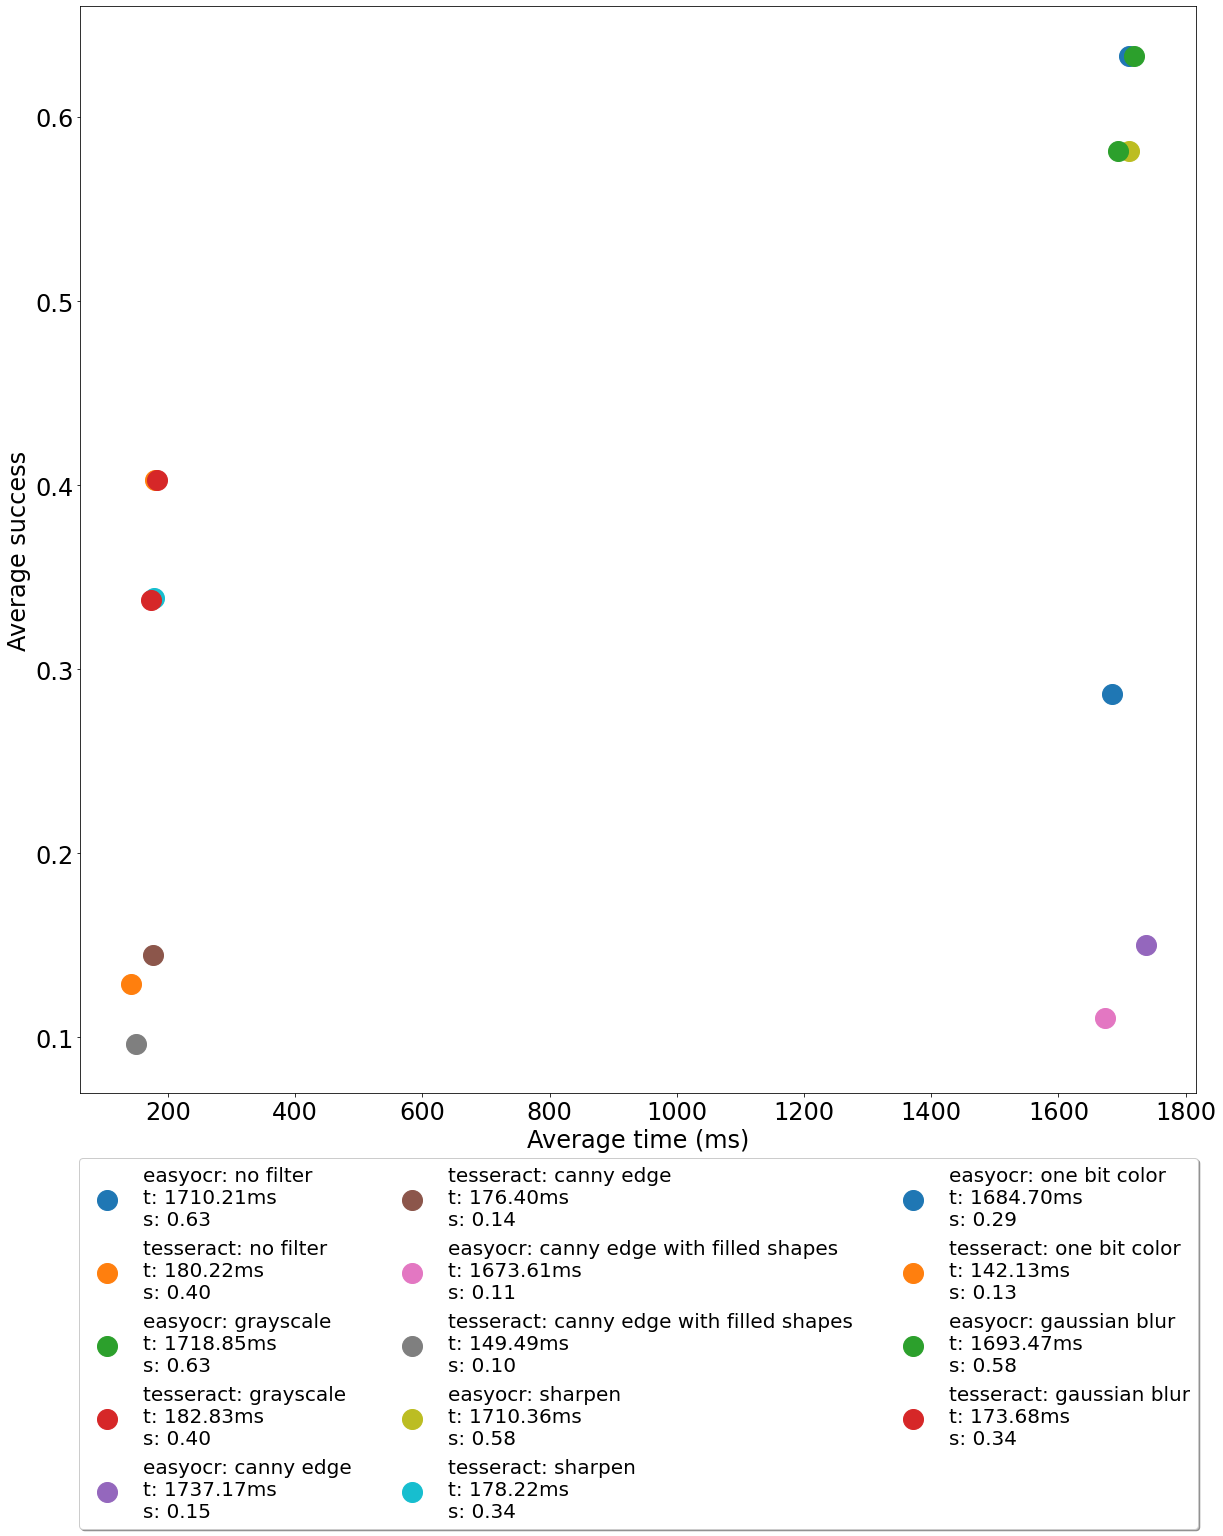 0.6
0.5
0.4
0.3
0.2
0.1
Average success
200 400 600 800 1000 1200 1400 1600 1800
Average time (ms)
easyocr: no filter
t: 1710.21ms
s: 0.63
tesseract: no filter
t: 180.22ms
s: 0.40
easyocr: grayscale
t: 1718.85ms
s: 0.63
tesseract: grayscale
t: 182.83ms
s: 0.40
easyocr: canny edge
t: 1737.17ms
s: 0.15
tesseract: canny edge
t: 176.40ms
s: 0.14
easyocr: canny edge with filled shapes
t: 1673.61ms
s: 0.11
tesseract: canny edge with filled shapes
t: 149.49ms
s: 0.10
easyocr: sharpen
t: 1710.36ms
s: 0.58
tesseract: sharpen
t: 178.22ms
s: 0.34
easyocr: one bit color
t: 1684.70ms
s: 0.29
tesseract: one bit color
t: 142.13ms
s: 0.13
easyocr: gaussian blur
t: 1693.47ms
s: 0.58
tesseract: gaussian blur
t: 173.68ms
s: 0.34